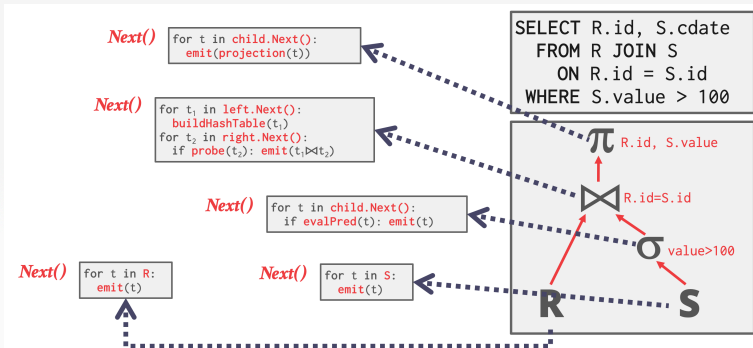 Next()
for t in child.Next():
emit(projection(t))
SELECT R.id, S.cdate
FROM R JOIN S
ON R.id = S.id
WHERE S.value > 100
Next()
for t₁ in left.Next():
buildHashTable(t₁)
for t₂ in right.Next():
if probe(t₂): emit(t₁⨝t₂)
π R.id, S.value
⨝ R.id=S.id
Next()
for t in child.Next():
if evalPred(t): emit(t)
σ value>100
Next()
for t in R:
emit(t)
Next()
for t in S:
emit(t)
R
S